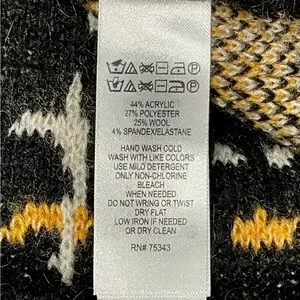 44% ACRYLIC
27% POLYESTER
25% WOOL
4% SPANDEX/ELASTANE
HAND WASH COLD
WASH WITH LIKE COLORS
USE MILD DETERGENT
ONLY NON-CHLORINE
BLEACH
WHEN NEEDED
DO NOT WRING OR TWIST
DRY FLAT
LOW IRON IF NEEDED
OR DRY CLEAN
RN# 75343